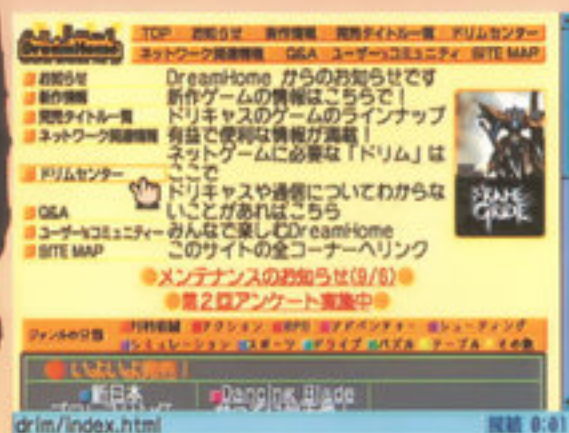 DreamHome
TOP お知らせ 新作情報 発売タイトル一覧 ドリムセンター
ネットワーク関連情報 Q&A ユーザーsコミュニティ SITE MAP
お知らせ DreamHome からのお知らせです
新作情報 新作ゲームの情報はこちらで!
発売タイトル一覧 ドリキャスのゲームのラインナップ
ネットワーク関連情報 有益で便利な情報が満載!
ネットゲームに必要な「ドリム」は
ドリムセンター ここで
ドリキャスや通信についてわからな
Q&A いことがあればこちら
ユーザーsコミュニティー みんなで楽しむDreamHome
SITE MAP このサイトの全コーナーへリンク
メンテナンスのお知らせ(9/6)
第2回アンケート実施中
FRAME GRIDE
ジャンルの分類 アクション RPG アドベンチャー シューティング
シミュレーション スポーツ ドライブ パズル テーブル その他
いよいよ発売!
新日本 Dancing Blade
drim/index.html 接続 0:01